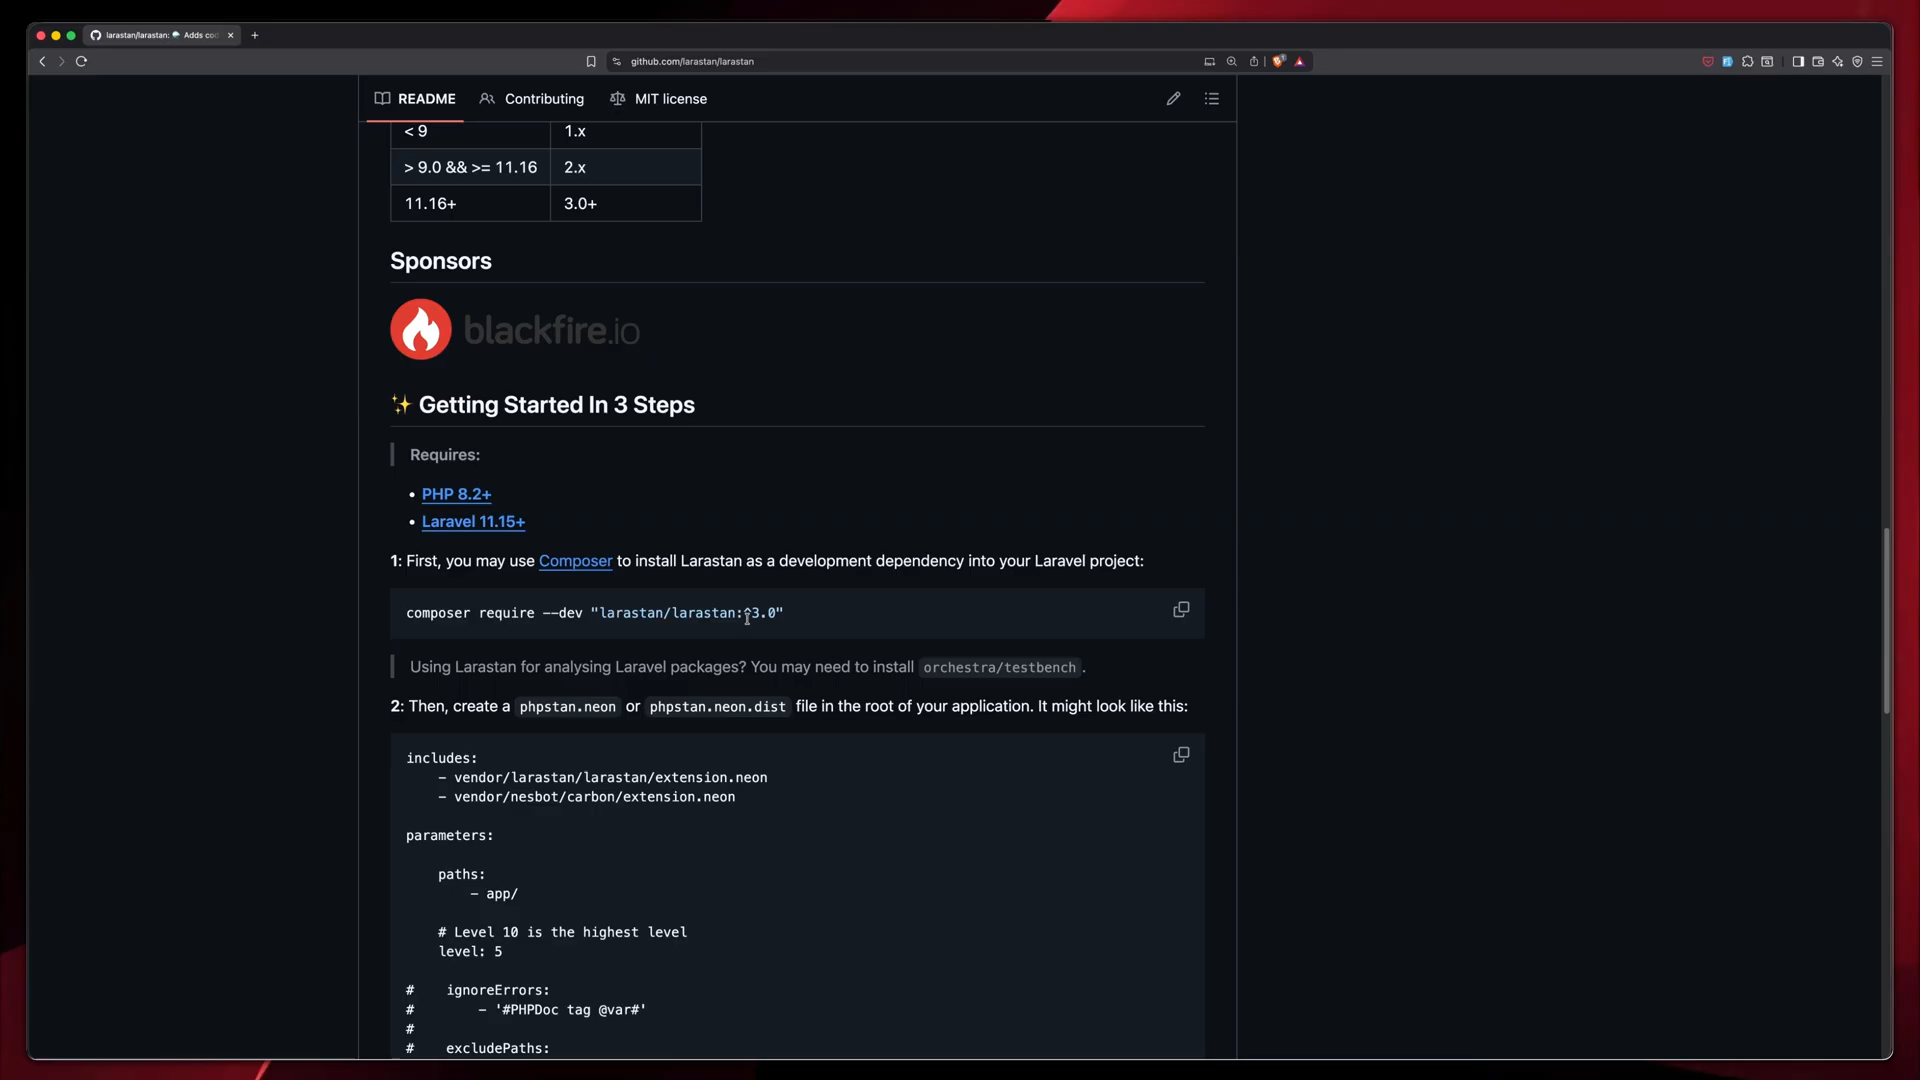 larastan/larastan: Adds co
github.com/larastan/larastan
README
Contributing
MIT license
< 9 1.x
> 9.0 && >= 11.16 2.x
11.16+ 3.0+
Sponsors
blackfire.io
✨ Getting Started In 3 Steps
Requires:
• PHP 8.2+
• Laravel 11.15+
1: First, you may use Composer to install Larastan as a development dependency into your Laravel project:
composer require --dev "larastan/larastan:^3.0"
Using Larastan for analysing Laravel packages? You may need to install orchestra/testbench.
2: Then, create a phpstan.neon or phpstan.neon.dist file in the root of your application. It might look like this:
includes:
- vendor/larastan/larastan/extension.neon
- vendor/nesbot/carbon/extension.neon
parameters:
paths:
- app/
# Level 10 is the highest level
level: 5
# ignoreErrors:
# - '#PHPDoc tag @var#'
#
# excludePaths: